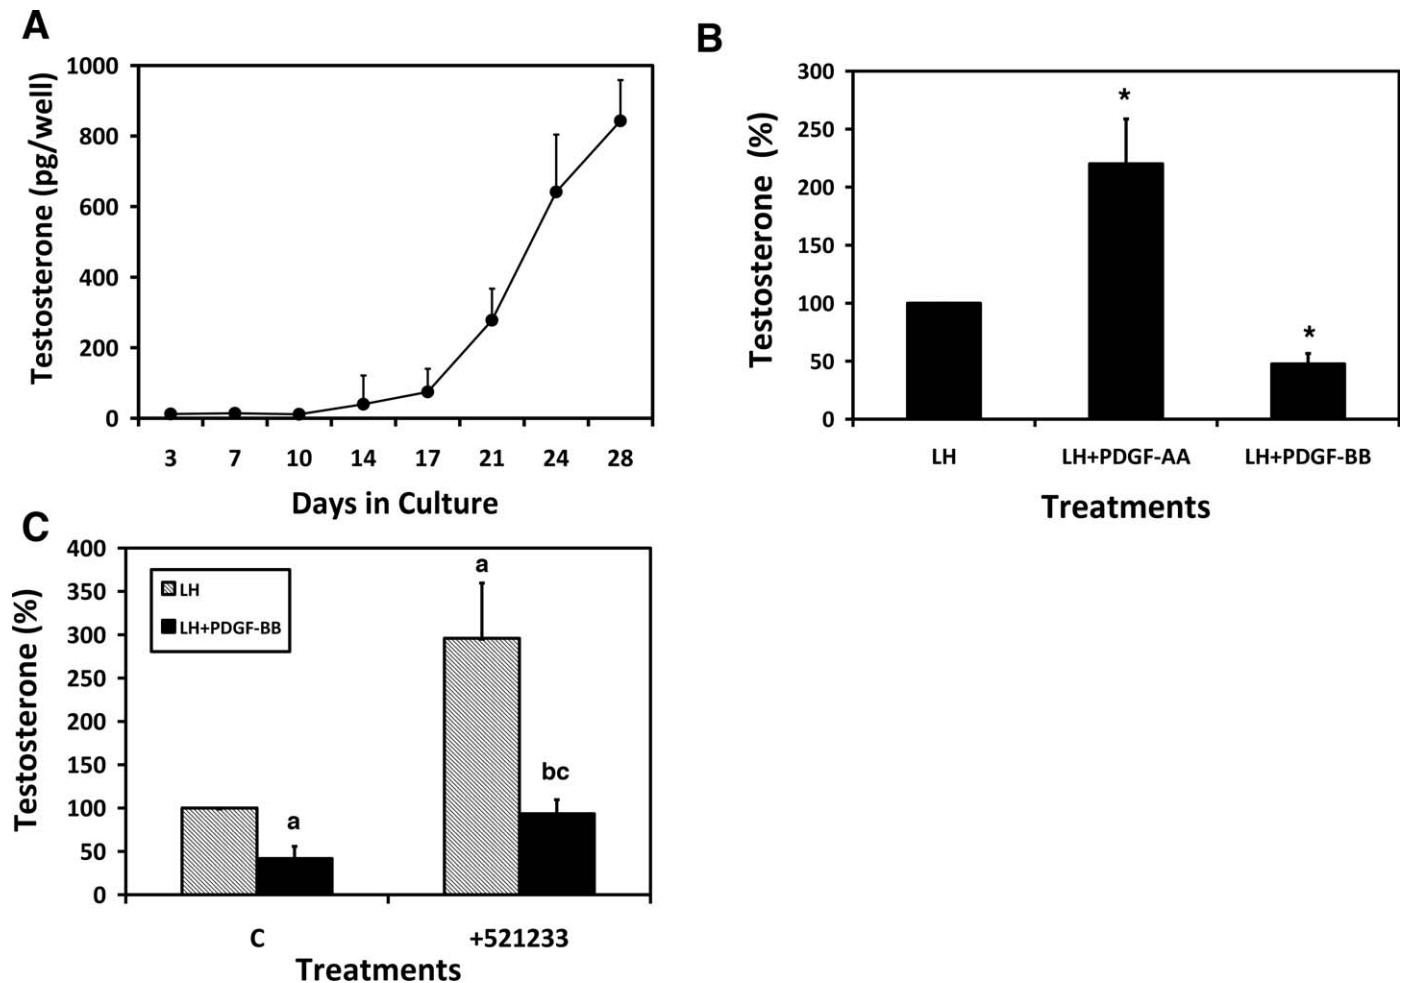 A
Testosterone (pg/well)
1000
800
600
400
200
0
3 7 10 14 17 21 24 28
Days in Culture
B
Testosterone (%)
300
250
200
150
100
50
0
*
*
LH LH+PDGF-AA LH+PDGF-BB
Treatments
C
Testosterone (%)
400
350
300
250
200
150
100
50
0
LH
LH+PDGF-BB
a
a
bc
C +521233
Treatments